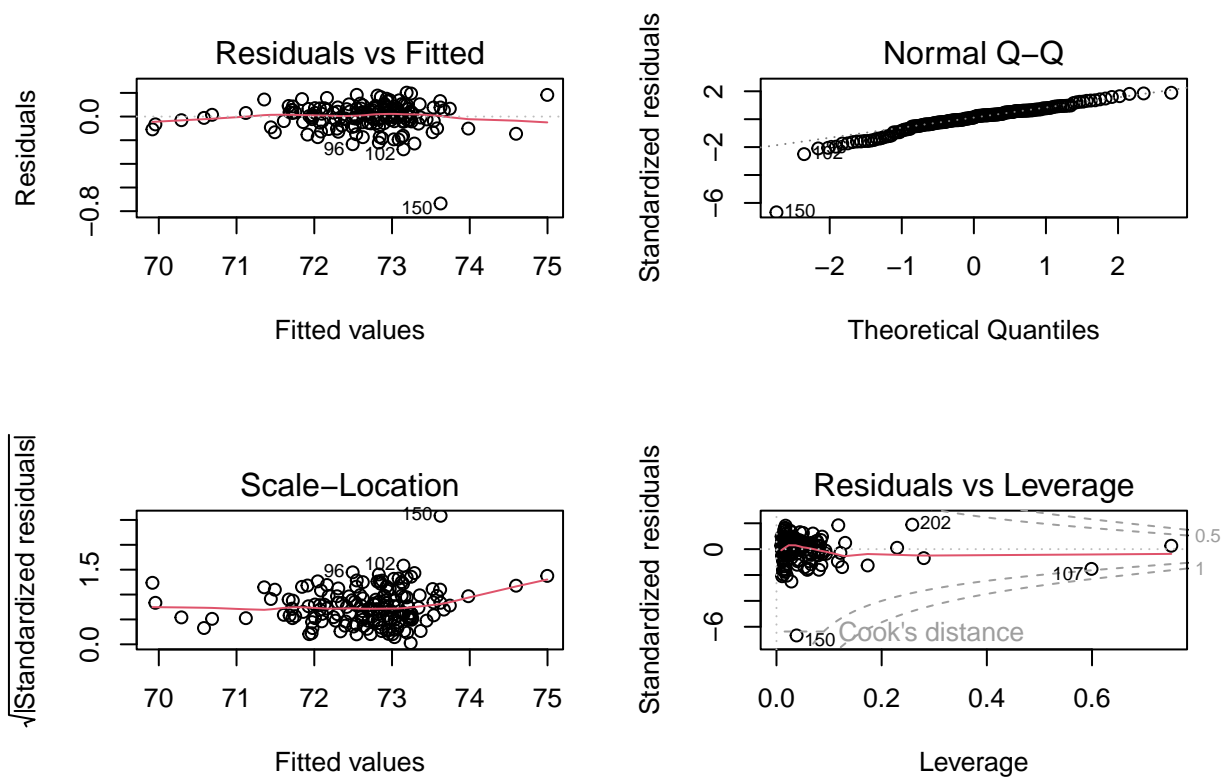 Residuals vs Fitted
Residuals
0.0
−0.8
96
102
150
70 71 72 73 74 75
Fitted values
Normal Q−Q
Standardized residuals
2
−2
−6
102
150
−2 −1 0 1 2
Theoretical Quantiles
Scale−Location
√|Standardized residuals|
1.5
0.0
150
102
96
70 71 72 73 74 75
Fitted values
Residuals vs Leverage
Standardized residuals
0
−6
202
107
150
Cook's distance
0.5
1
0.0 0.2 0.4 0.6
Leverage